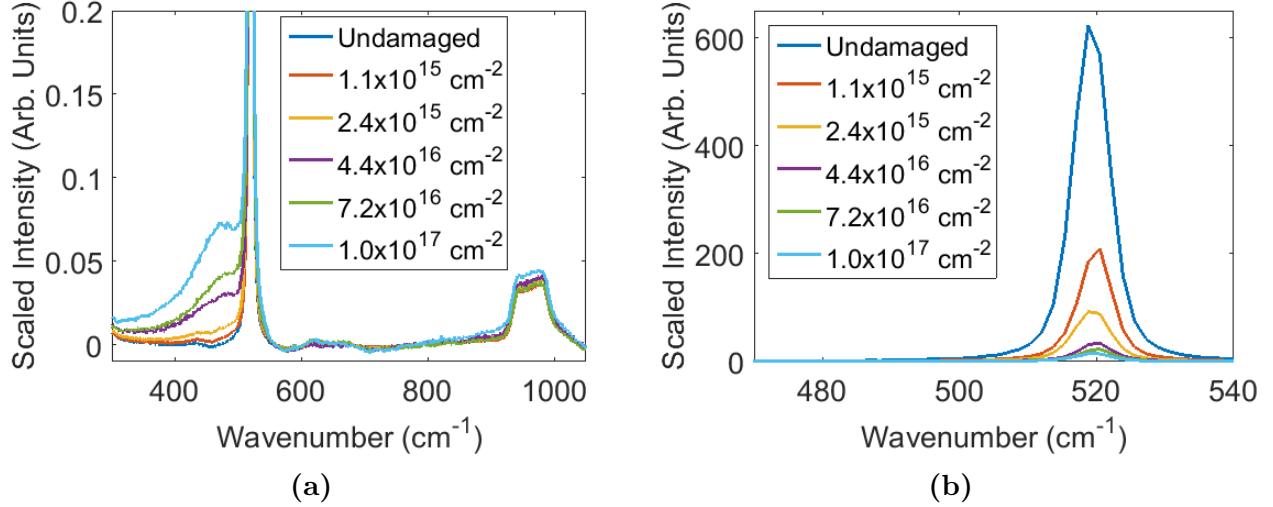 0.2
0.15
0.1
0.05
0
Scaled Intensity (Arb. Units)
Undamaged
1.1x10^15 cm^-2
2.4x10^15 cm^-2
4.4x10^16 cm^-2
7.2x10^16 cm^-2
1.0x10^17 cm^-2
400 600 800 1000
Wavenumber (cm^-1)
(a)
600
400
200
0
Scaled Intensity (Arb. Units)
Undamaged
1.1x10^15 cm^-2
2.4x10^15 cm^-2
4.4x10^16 cm^-2
7.2x10^16 cm^-2
1.0x10^17 cm^-2
480 500 520 540
Wavenumber (cm^-1)
(b)